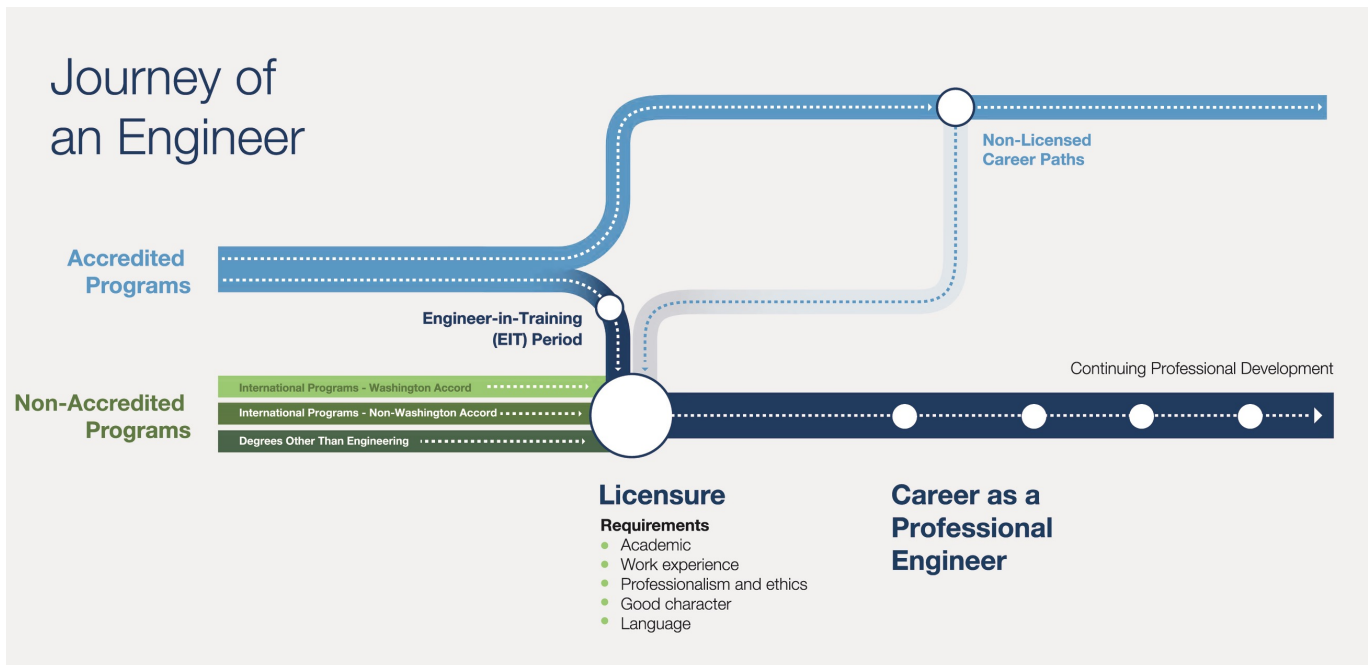 Journey of
an Engineer
Non-Licensed
Career Paths
Accredited
Programs
Engineer-in-Training
(EIT) Period
Continuing Professional Development
Non-Accredited
Programs
International Programs - Washington Accord
International Programs - Non-Washington Accord
Degrees Other Than Engineering
Licensure
Requirements
Academic
Work experience
Professionalism and ethics
Good character
Language
Career as a
Professional
Engineer